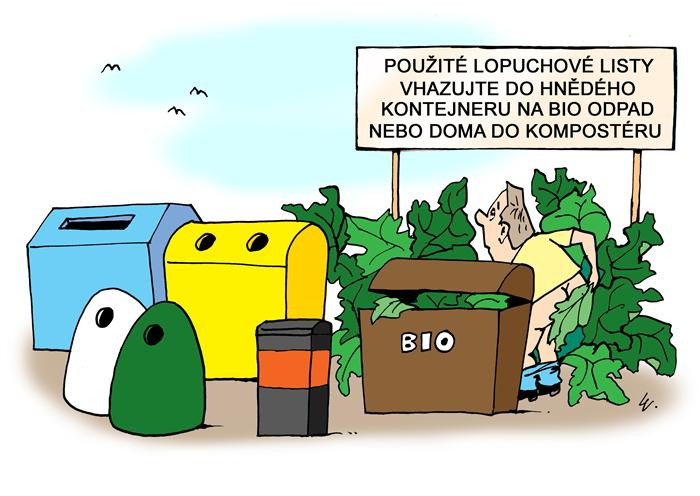 POUŽITÉ LOPUCHOVÉ LISTY
VHAZUJTE DO HNĚDÉHO
KONTEJNERU NA BIO ODPAD
NEBO DOMA DO KOMPOSTÉRU
BIO